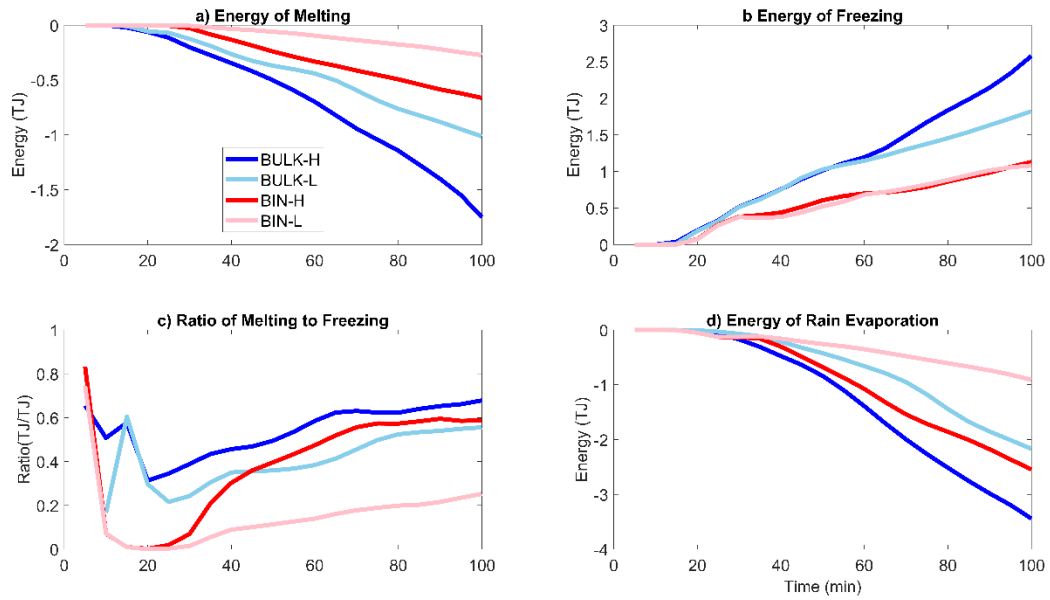 a) Energy of Melting
0
-0.5
-1
-1.5
-2
Energy (TJ)
0 20 40 60 80 100
BULK-H
BULK-L
BIN-H
BIN-L
b Energy of Freezing
3
2.5
2
1.5
1
0.5
0
Energy (TJ)
0 20 40 60 80 100
c) Ratio of Melting to Freezing
1
0.8
0.6
0.4
0.2
0
Ratio(TJ/TJ)
0 20 40 60 80 100
d) Energy of Rain Evaporation
0
-1
-2
-3
-4
Energy (TJ)
0 20 40 60 80 100
Time (min)